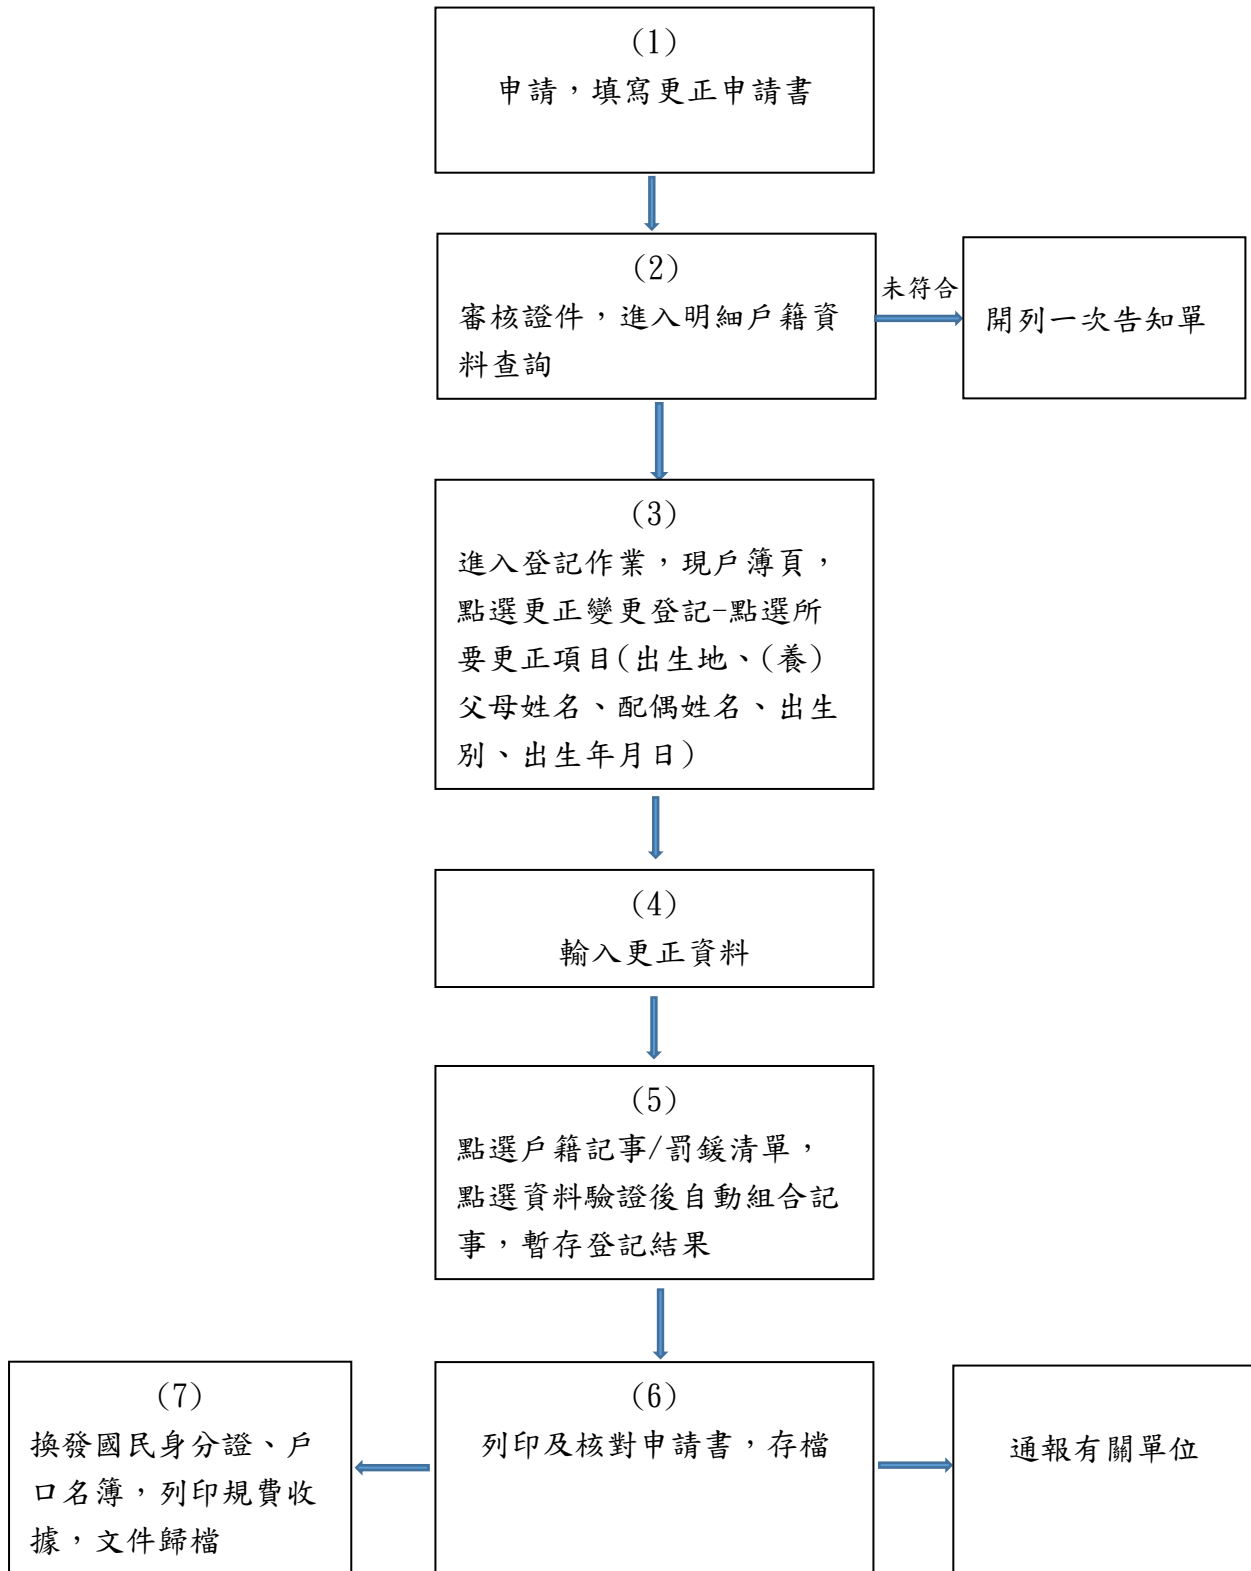 (1)
申請，填寫更正申請書
(2)
審核證件，進入明細戶籍資
料查詢
未符合
開列一次告知單
(3)
進入登記作業，現戶簿頁，
點選更正變更登記-點選所
要更正項目(出生地、(養)
父母姓名、配偶姓名、出生
別、出生年月日)
(4)
輸入更正資料
(5)
點選戶籍記事/罰鍰清單，
點選資料驗證後自動組合記
事，暫存登記結果
(7)
換發國民身分證、戶
口名簿，列印規費收
據，文件歸檔
(6)
列印及核對申請書，存檔
通報有關單位